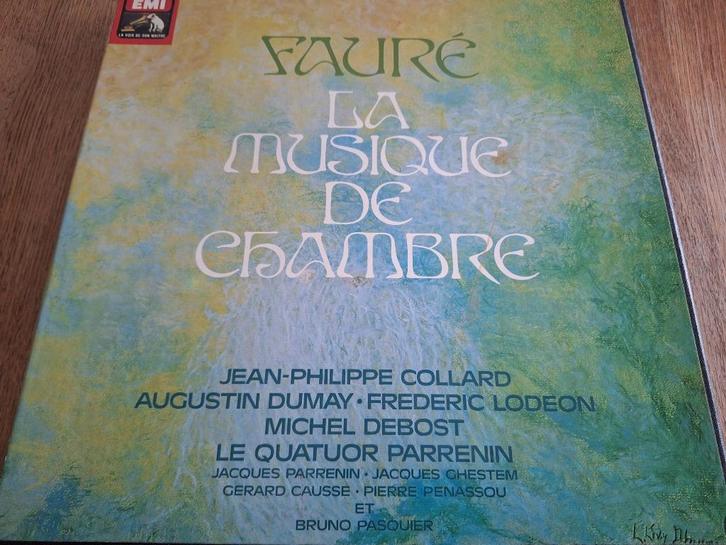 EMI
LA VOIX DE SON MAITRE
FAURÉ
LA
MUSIQUE
DE
CHAMBRE
JEAN-PHILIPPE COLLARD
AUGUSTIN DUMAY • FREDERIC LODEON
MICHEL DEBOST
LE QUATUOR PARRENIN
JACQUES PARRENIN • JACQUES GHESTEM
GERARD CAUSSE • PIERRE PENASSOU
ET
BRUNO PASQUIER